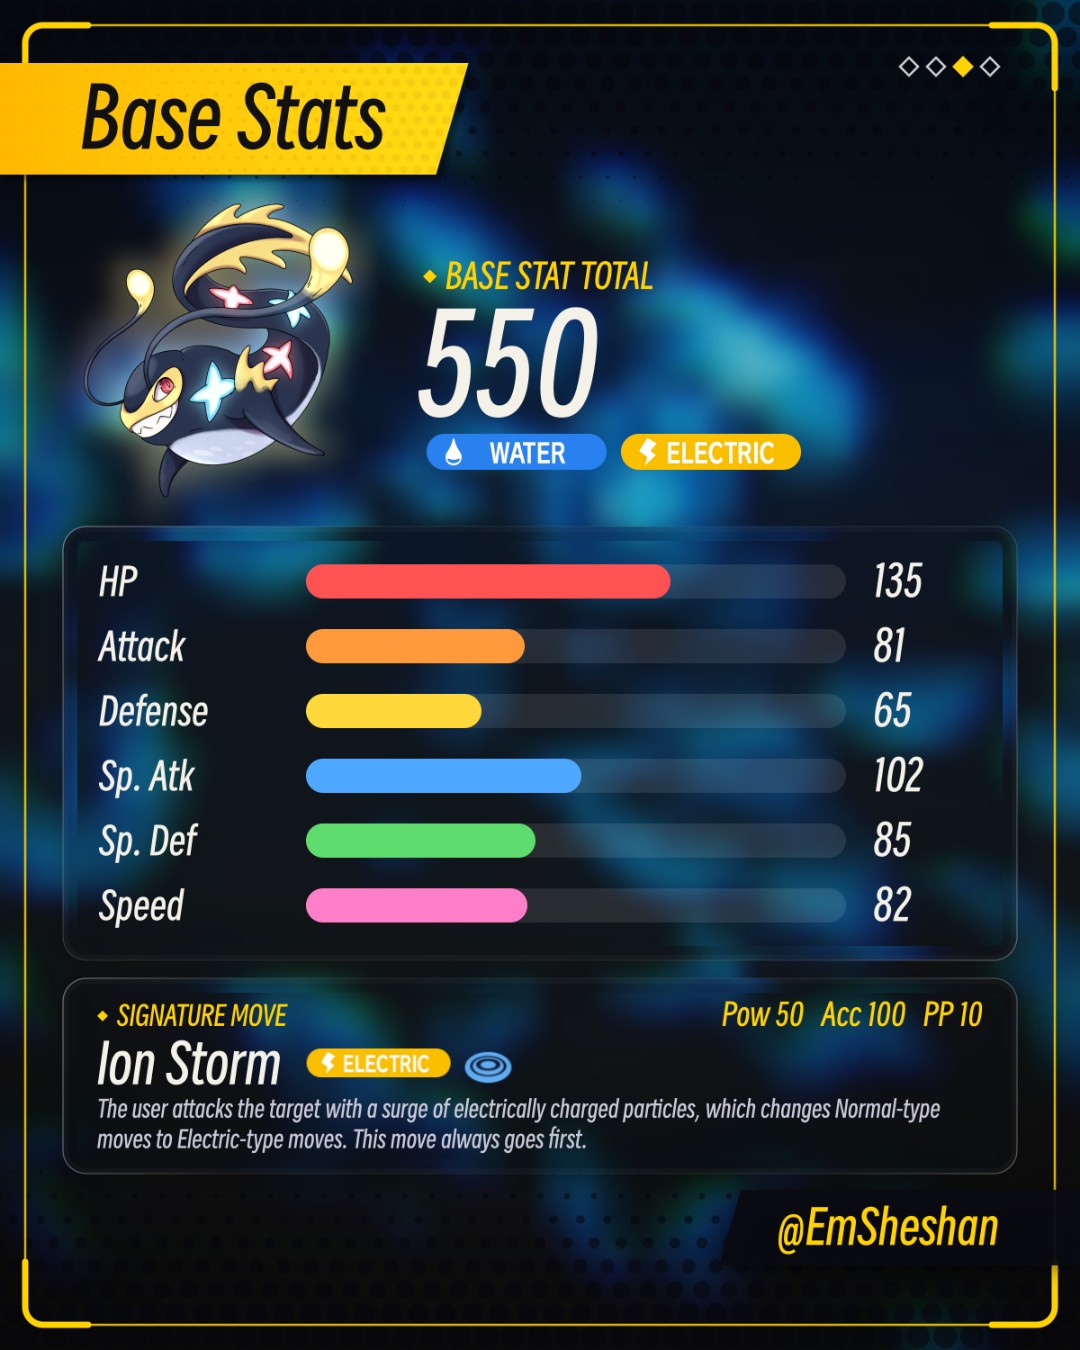 Base Stats
BASE STAT TOTAL
550
WATER ELECTRIC
HP 135
Attack 81
Defense 65
Sp. Atk 102
Sp. Def 85
Speed 82
SIGNATURE MOVE Pow 50 Acc 100 PP 10
Ion Storm ELECTRIC
The user attacks the target with a surge of electrically charged particles, which changes Normal-type
moves to Electric-type moves. This move always goes first.
@EmSheshan